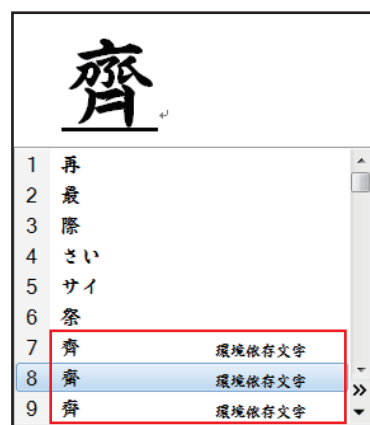 齊
1 再
2 最
3 際
4 さい
5 サイ
6 祭
7 齊 環境依存文字
8 齊 環境依存文字
9 齊 環境依存文字